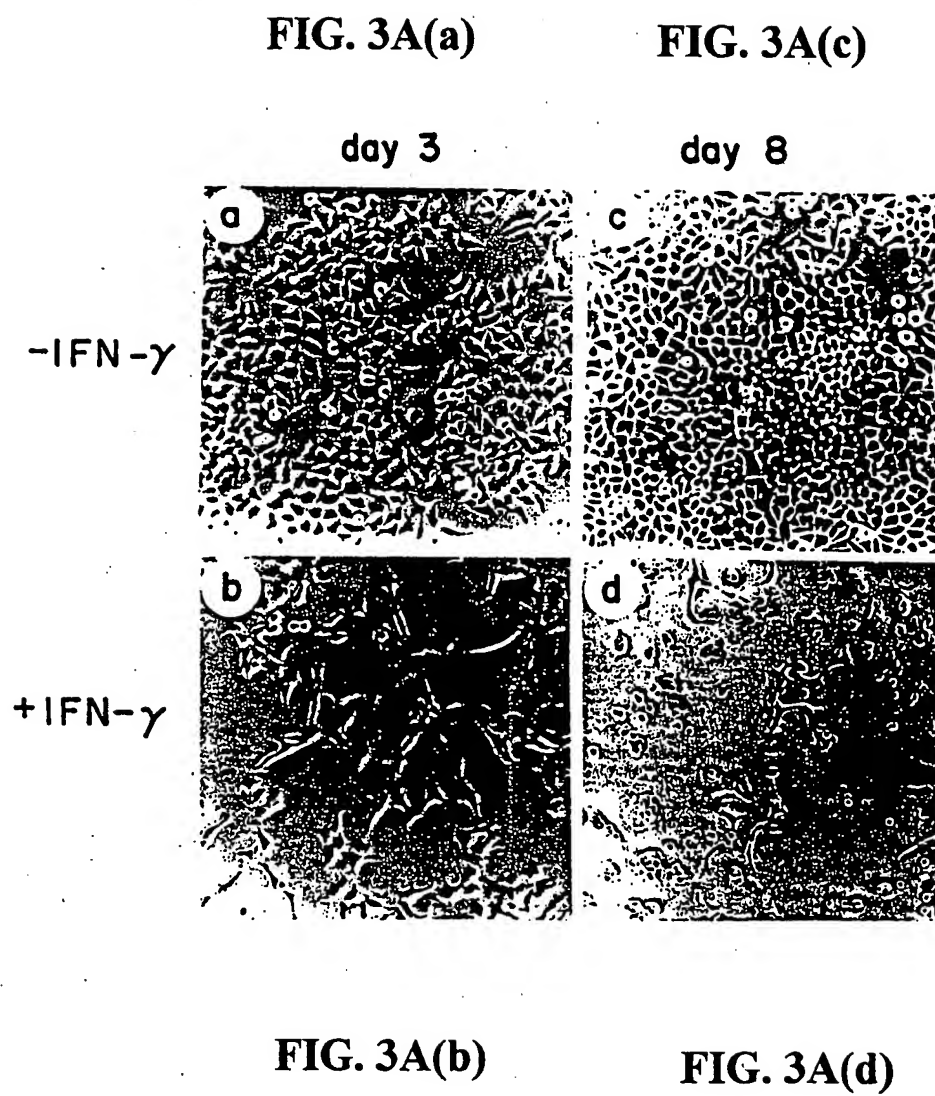 FIG. 3A(a) FIG. 3A(c)
day 3 day 8
a c
-IFN-γ
b d
+IFN-γ
FIG. 3A(b) FIG. 3A(d)